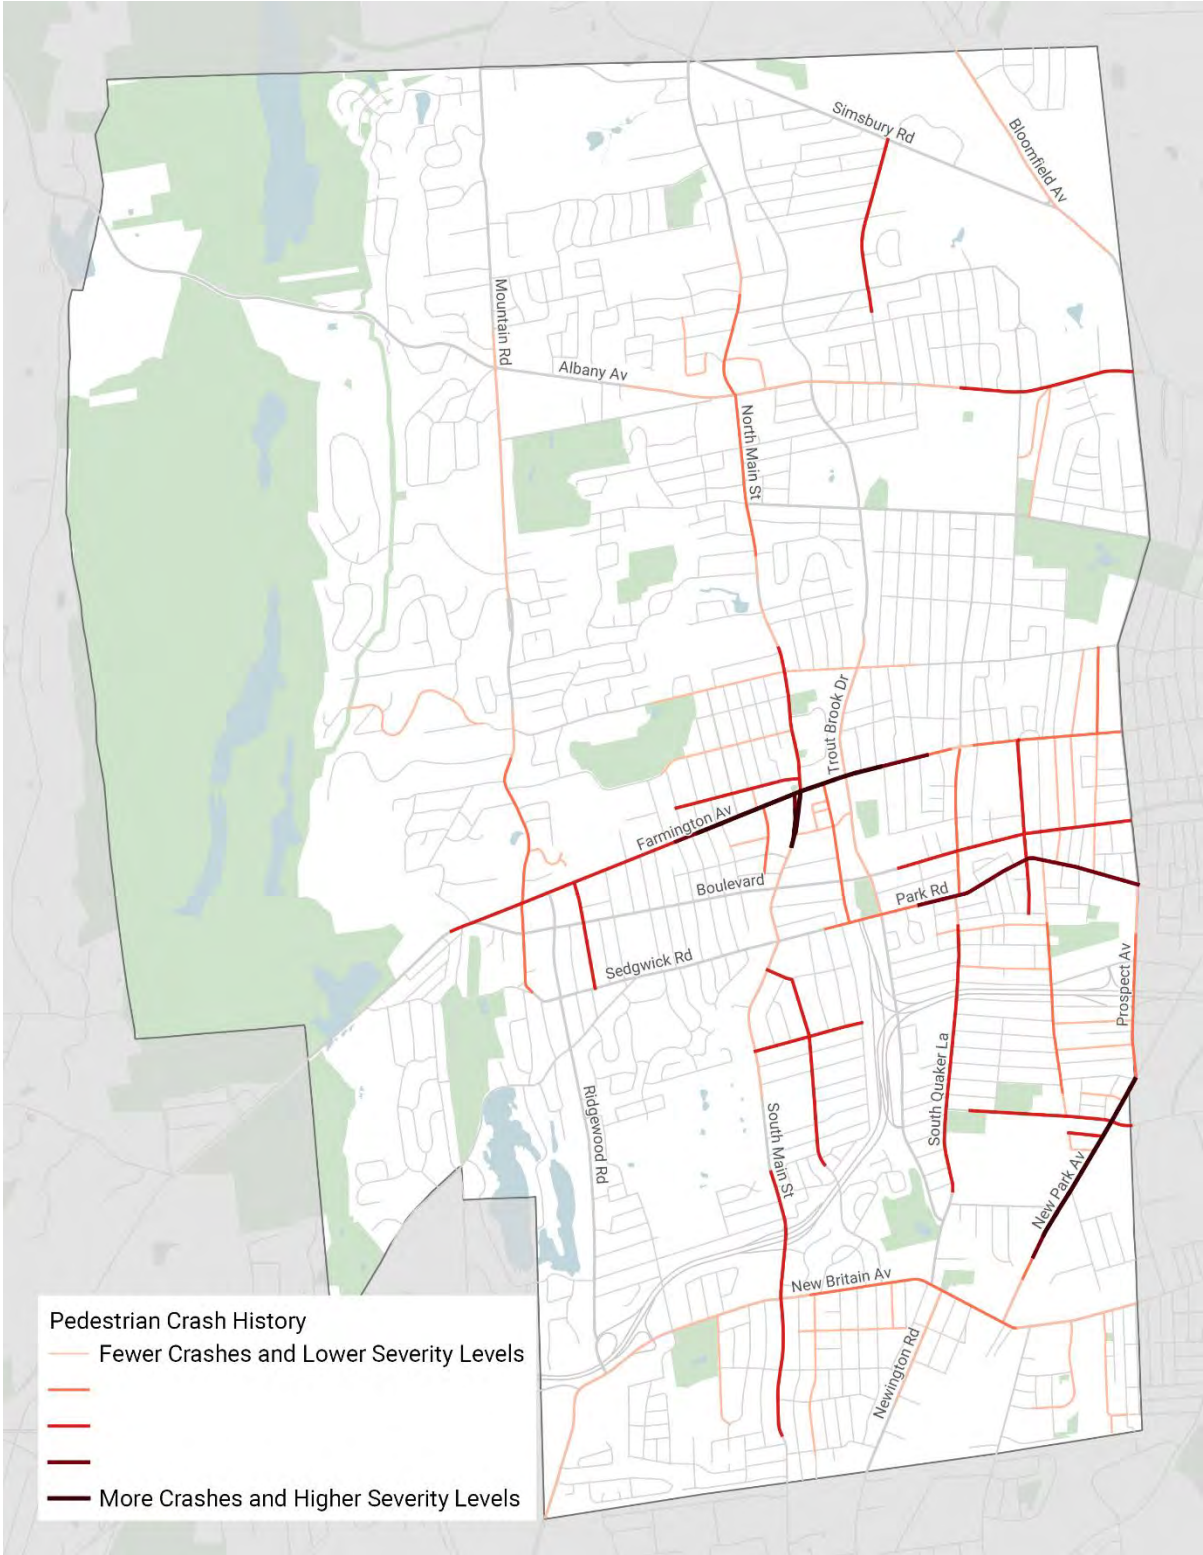 Simsbury Rd
Bloomfield Av
Mountain Rd
Albany Av
North Main St
Trout Brook Dr
Farmington Av
Boulevard
Park Rd
Sedgwick Rd
Prospect Av
South Quaker La
Ridgewood Rd
South Main St
New Park Av
New Britain Av
Newington Rd
Pedestrian Crash History
Fewer Crashes and Lower Severity Levels
More Crashes and Higher Severity Levels